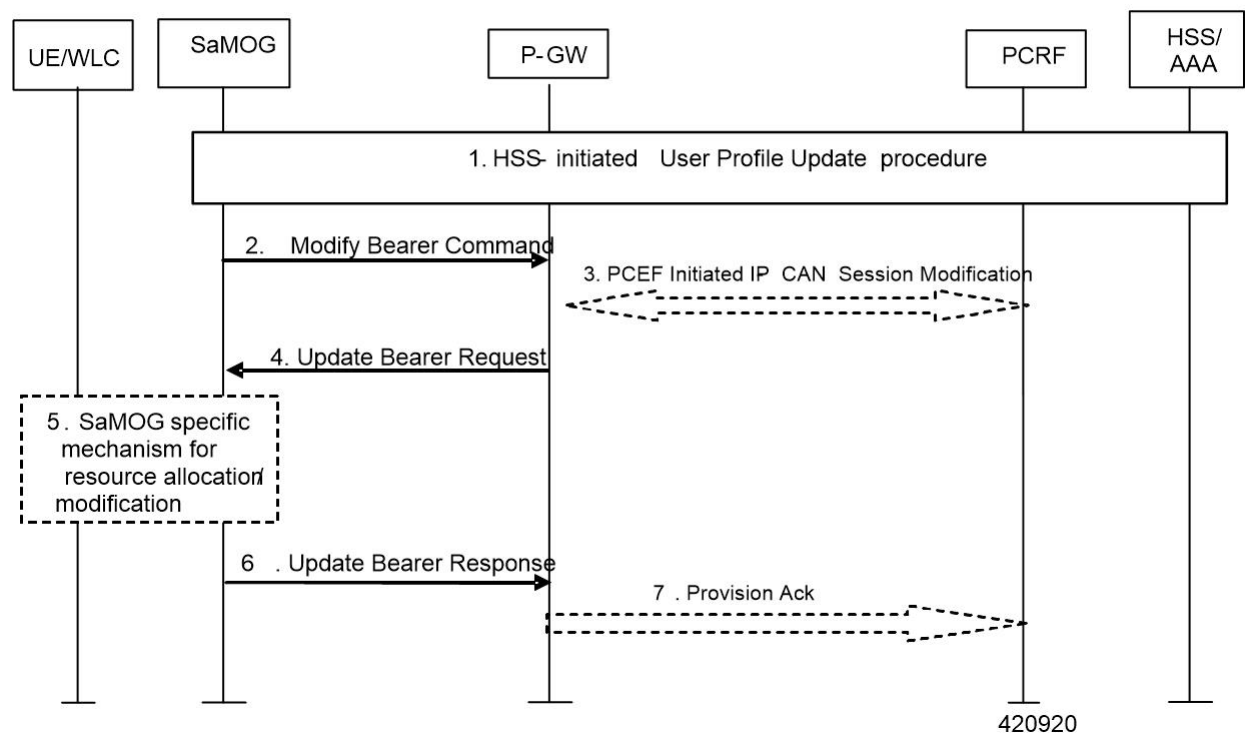 UE/WLC
SaMOG
P-GW
PCRF
HSS/
AAA
1. HSS- initiated User Profile Update procedure
2. Modify Bearer Command
3. PCEF Initiated IP CAN Session Modification
4. Update Bearer Request
5. SaMOG specific
mechanism for
resource allocation/
modification
6 . Update Bearer Response
7 . Provision Ack
420920